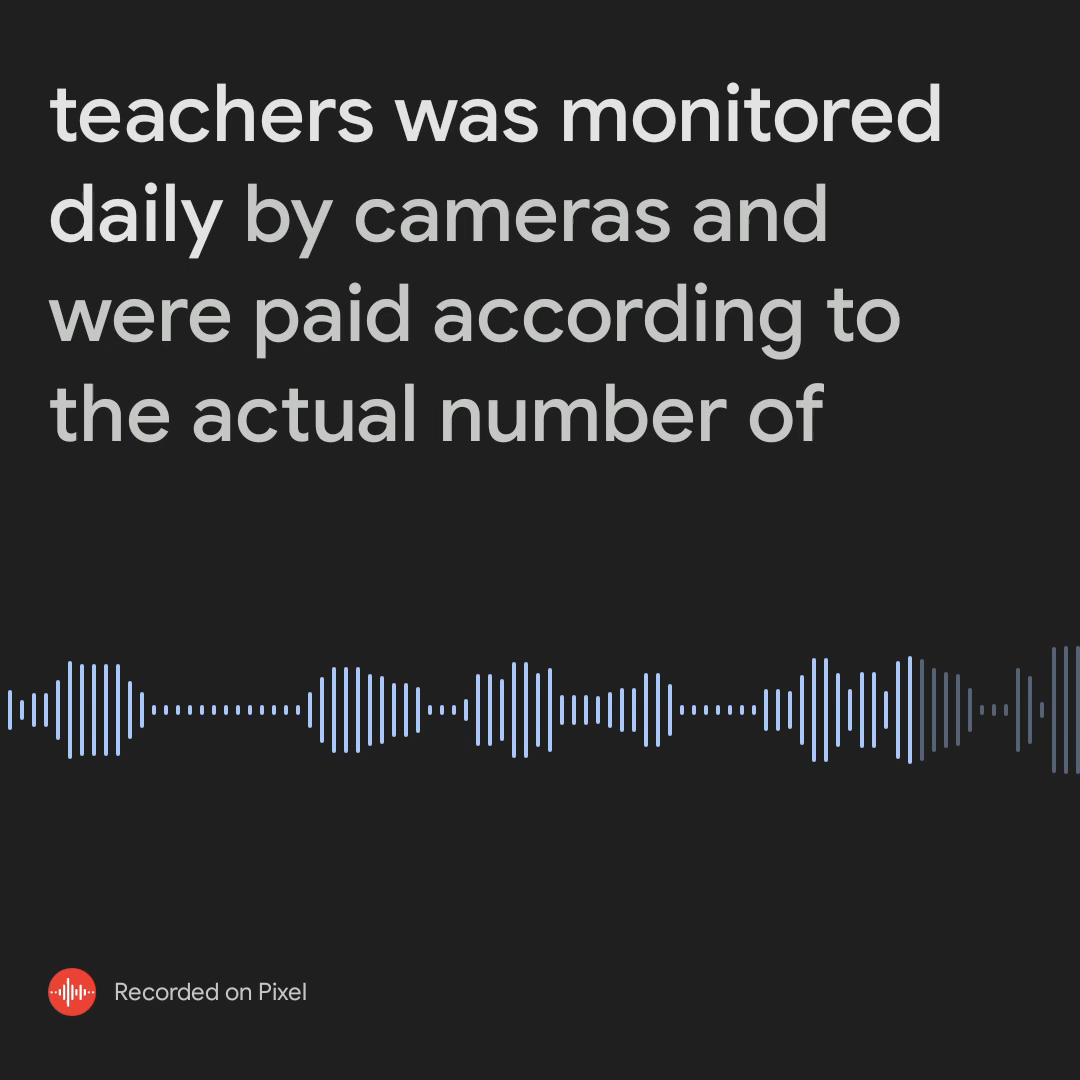 teachers was monitored
daily by cameras and
were paid according to
the actual number of
Recorded on Pixel